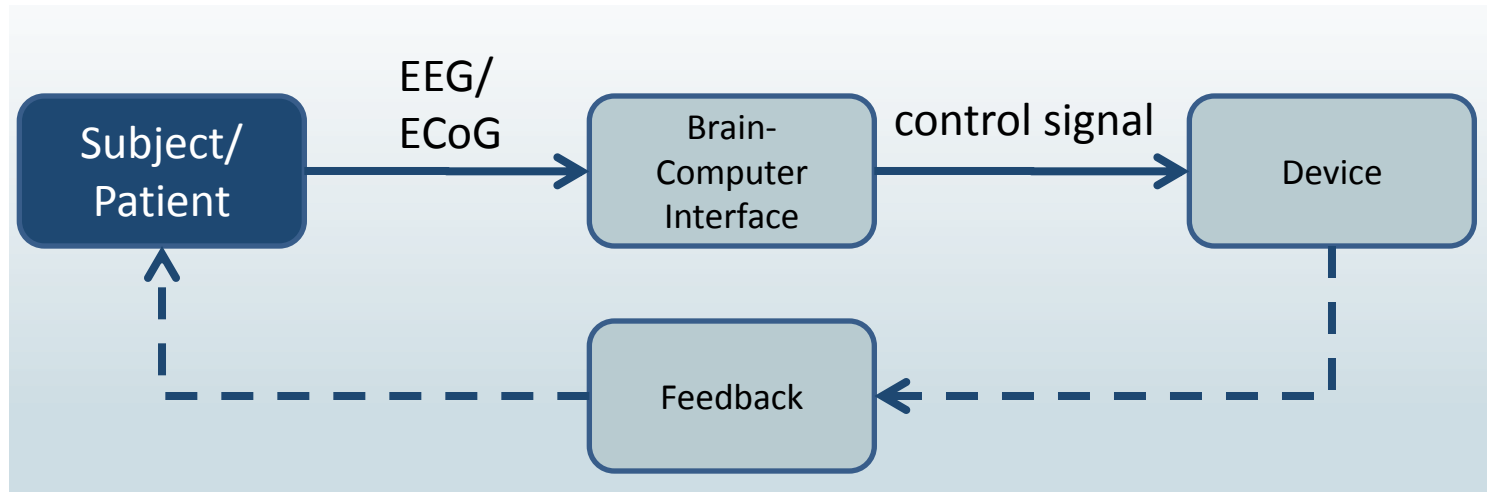 Subject/
Patient
EEG/
ECoG
Brain-
Computer
Interface
control signal
Device
Feedback